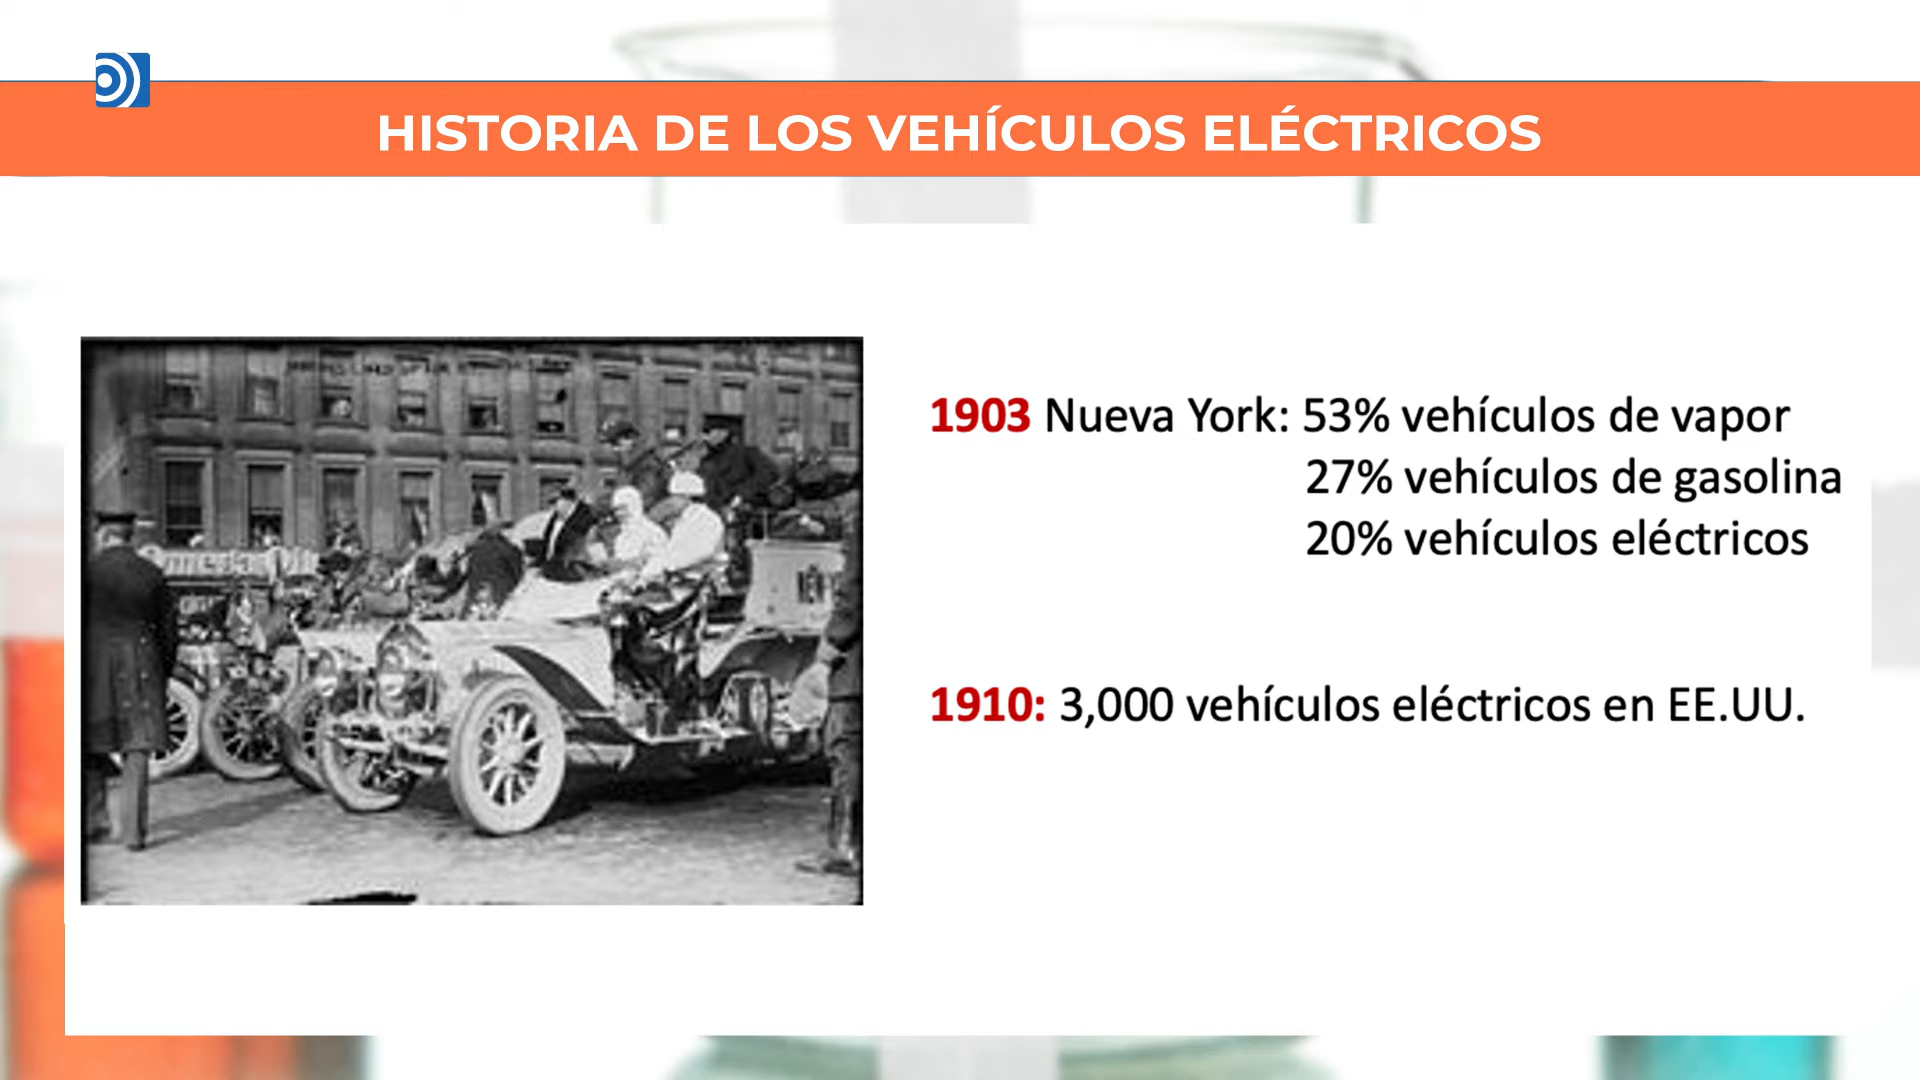 HISTORIA DE LOS VEHÍCULOS ELÉCTRICOS
1903 Nueva York: 53% vehículos de vapor
27% vehículos de gasolina
20% vehículos eléctricos
1910: 3,000 vehículos eléctricos en EE.UU.